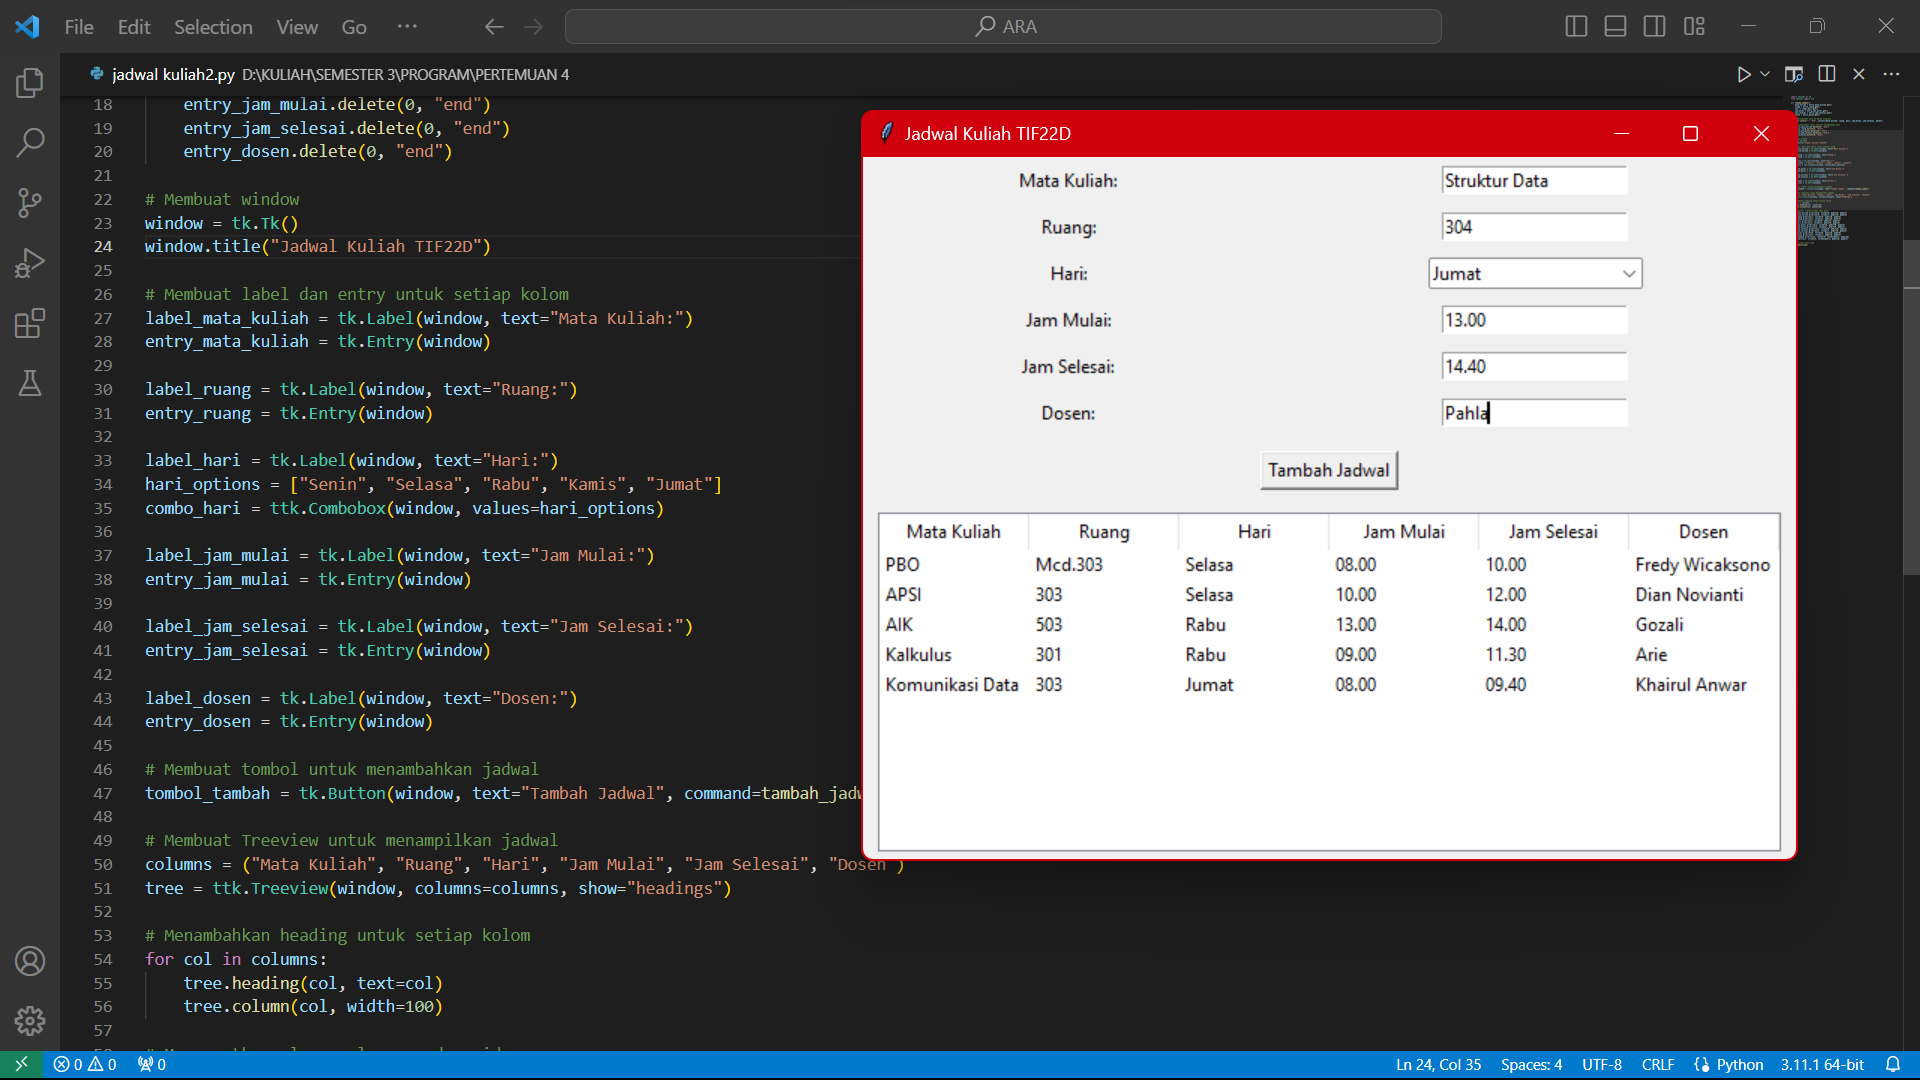 File Edit Selection View Go ··· ARA
jadwal kuliah2.py D:\KULIAH\SEMESTER 3\PROGRAM\PERTEMUAN 4
18 entry_jam_mulai.delete(0, "end")
19 entry_jam_selesai.delete(0, "end")
20 entry_dosen.delete(0, "end")
21
22 # Membuat window
23 window = tk.Tk()
24 window.title("Jadwal Kuliah TIF22D")
25
26 # Membuat label dan entry untuk setiap kolom
27 label_mata_kuliah = tk.Label(window, text="Mata Kuliah:")
28 entry_mata_kuliah = tk.Entry(window)
29
30 label_ruang = tk.Label(window, text="Ruang:")
31 entry_ruang = tk.Entry(window)
32
33 label_hari = tk.Label(window, text="Hari:")
34 hari_options = ["Senin", "Selasa", "Rabu", "Kamis", "Jumat"]
35 combo_hari = ttk.Combobox(window, values=hari_options)
36
37 label_jam_mulai = tk.Label(window, text="Jam Mulai:")
38 entry_jam_mulai = tk.Entry(window)
39
40 label_jam_selesai = tk.Label(window, text="Jam Selesai:")
41 entry_jam_selesai = tk.Entry(window)
42
43 label_dosen = tk.Label(window, text="Dosen:")
44 entry_dosen = tk.Entry(window)
45
46 # Membuat tombol untuk menambahkan jadwal
47 tombol_tambah = tk.Button(window, text="Tambah Jadwal", command=tambah_jadw
48
49 # Membuat Treeview untuk menampilkan jadwal
50 columns = ("Mata Kuliah", "Ruang", "Hari", "Jam Mulai", "Jam Selesai", "Dosen )
51 tree = ttk.Treeview(window, columns=columns, show="headings")
52
53 # Menambahkan heading untuk setiap kolom
54 for col in columns:
55 tree.heading(col, text=col)
56 tree.column(col, width=100)
57
Jadwal Kuliah TIF22D
Mata Kuliah: Struktur Data
Ruang: 304
Hari: Jumat
Jam Mulai: 13.00
Jam Selesai: 14.40
Dosen: Pahla
Tambah Jadwal
Mata Kuliah Ruang Hari Jam Mulai Jam Selesai Dosen
PBO Mcd.303 Selasa 08.00 10.00 Fredy Wicaksono
APSI 303 Selasa 10.00 12.00 Dian Novianti
AIK 503 Rabu 13.00 14.00 Gozali
Kalkulus 301 Rabu 09.00 11.30 Arie
Komunikasi Data 303 Jumat 08.00 09.40 Khairul Anwar
0 0 0 Ln 24, Col 35 Spaces: 4 UTF-8 CRLF Python 3.11.1 64-bit